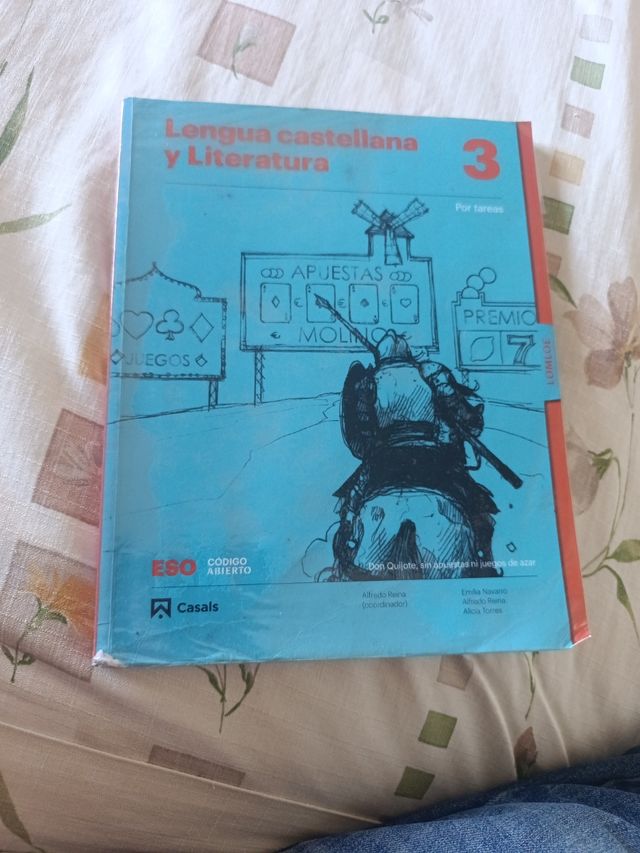 Lengua castellana
y Literatura
3
Por tareas
APUESTAS
MOLINO
JUEGOS
PREMIO
7
LOMLOE
Don Quijote, sin apuestas ni juegos de azar
ESO
CÓDIGO
ABIERTO
Casals
Alfredo Reina
(coordinador)
Emilia Navarro
Alfredo Reina
Alicia Torres